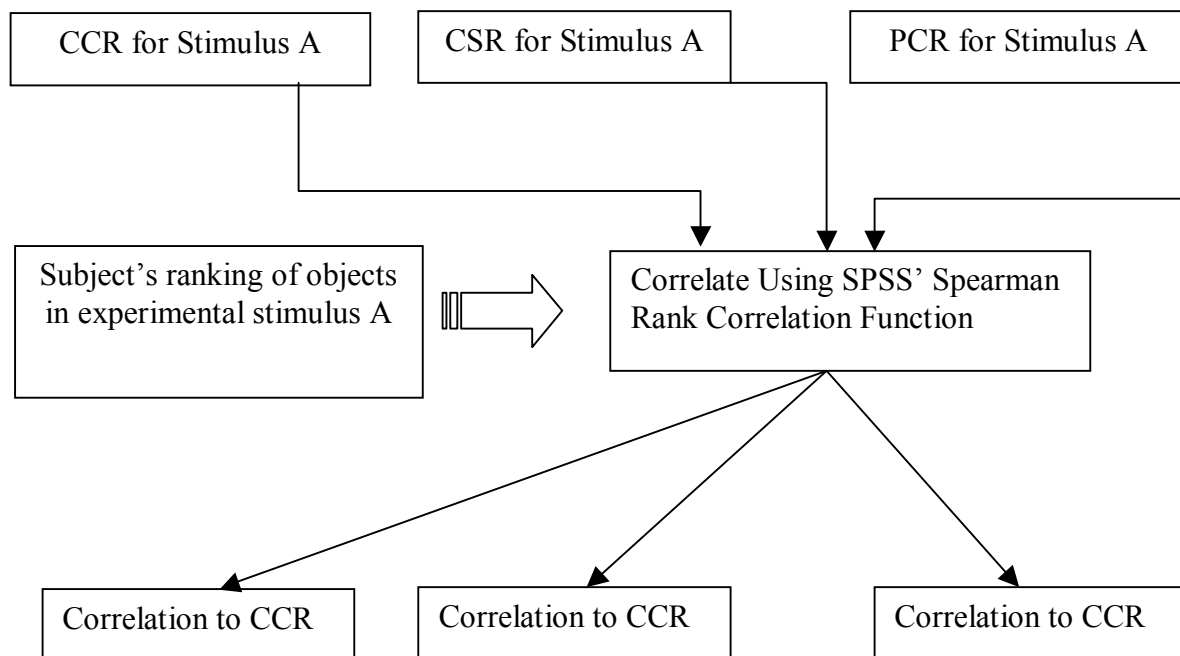 CCR for Stimulus A
CSR for Stimulus A
PCR for Stimulus A
Subject’s ranking of objects
in experimental stimulus A
Correlate Using SPSS’ Spearman
Rank Correlation Function
Correlation to CCR
Correlation to CCR
Correlation to CCR